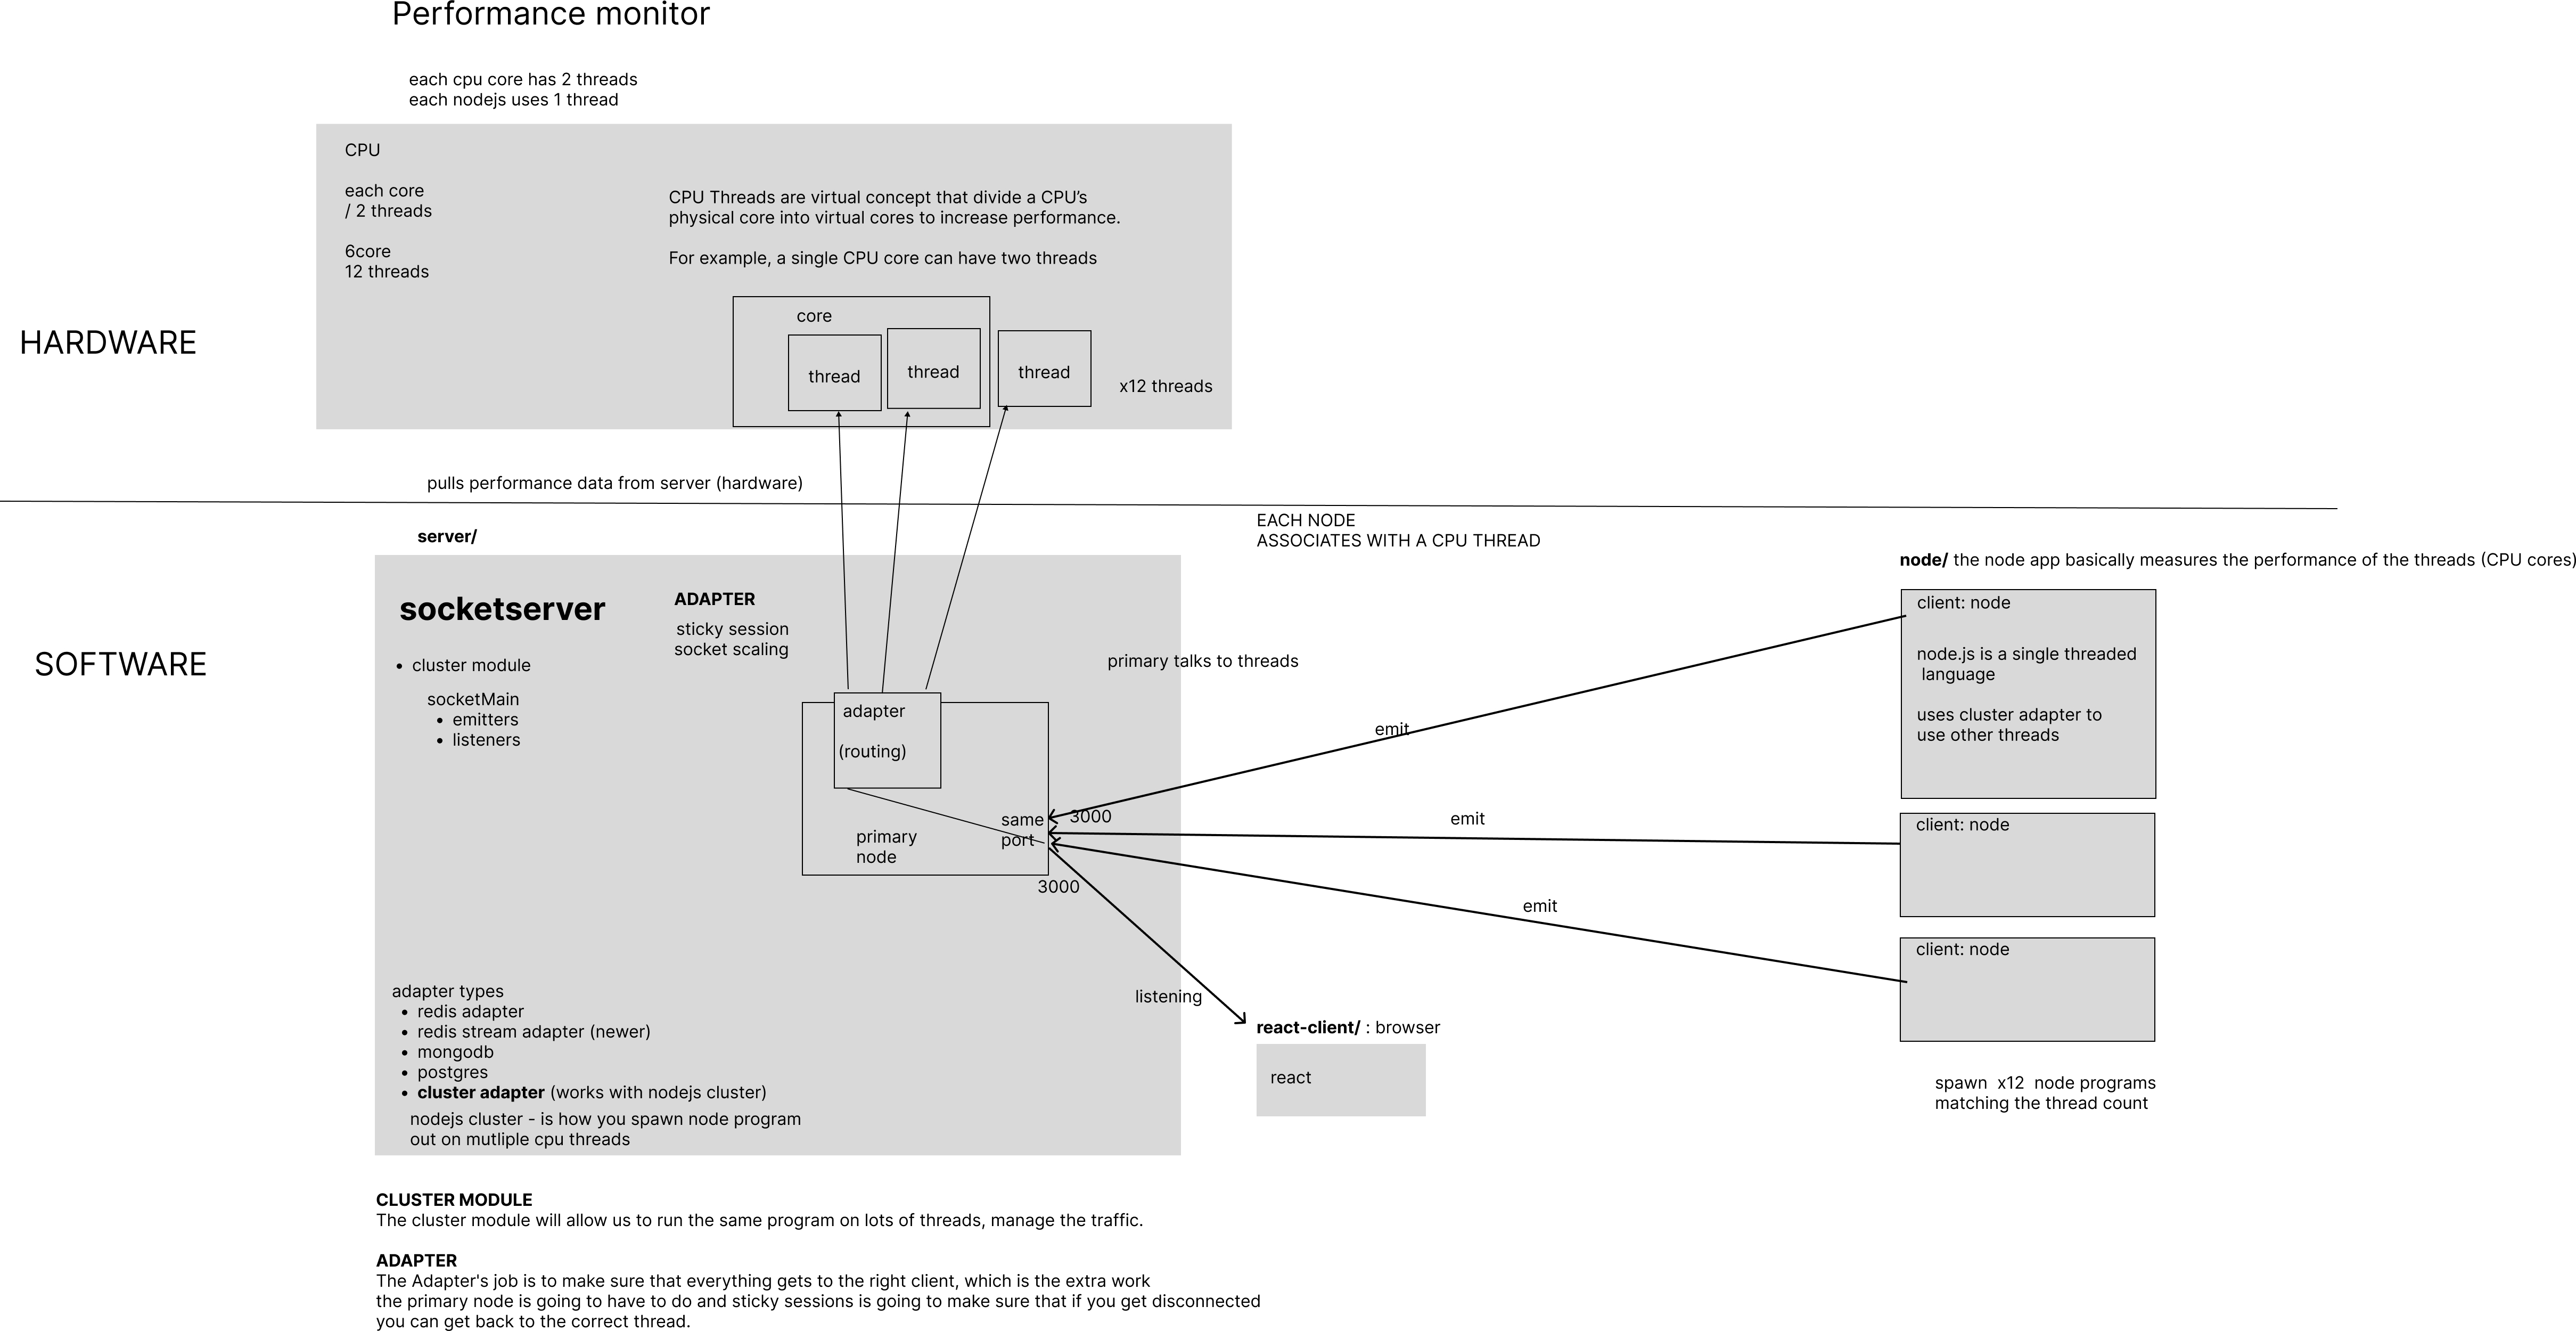 Performance monitor
each cpu core has 2 threads
each nodejs uses 1 thread
CPU
each core
/ 2 threads
6core
12 threads
CPU Threads are virtual concept that divide a CPU's
physical core into virtual cores to increase performance.
For example, a single CPU core can have two threads
HARDWARE
core
thread
thread
thread
x12 threads
pulls performance data from server (hardware)
EACH NODE
ASSOCIATES WITH A CPU THREAD
server/
node/ the node app basically measures the performance of the threads (CPU cores)
socketserver
ADAPTER
sticky session
socket scaling
SOFTWARE
• cluster module
socketMain
• emitters
• listeners
primary talks to threads
adapter
(routing)
primary
node
same
port
3000
3000
emit
emit
emit
client: node
node.js is a single threaded
language
uses cluster adapter to
use other threads
client: node
client: node
spawn x12 node programs
matching the thread count
listening
react-client/ : browser
react
adapter types
• redis adapter
• redis stream adapter (newer)
• mongodb
• postgres
• cluster adapter (works with nodejs cluster)
nodejs cluster - is how you spawn node program
out on mutliple cpu threads
CLUSTER MODULE
The cluster module will allow us to run the same program on lots of threads, manage the traffic.
ADAPTER
The Adapter's job is to make sure that everything gets to the right client, which is the extra work
the primary node is going to have to do and sticky sessions is going to make sure that if you get disconnected
you can get back to the correct thread.